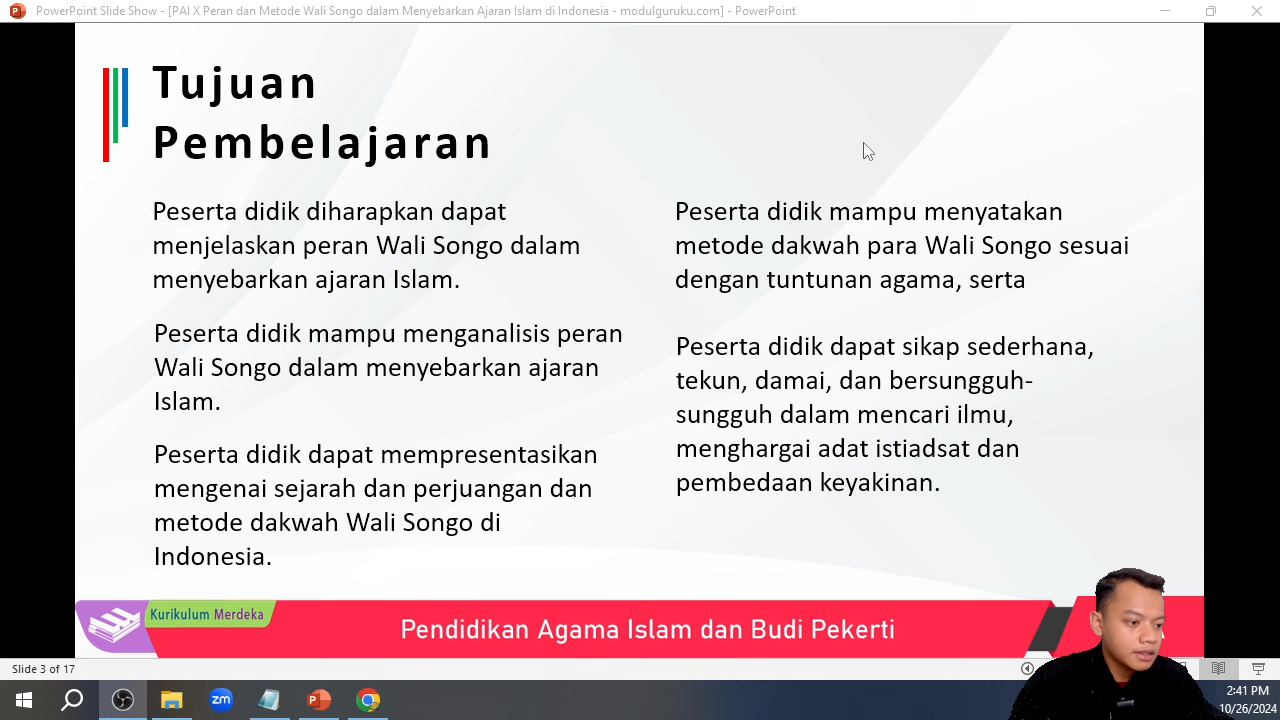 PowerPoint Slide Show - [PAI X Peran dan Metode Wali Songo dalam Menyebarkan Ajaran Islam di Indonesia - modulguruku.com] - PowerPoint
Tujuan
Pembelajaran
Peserta didik diharapkan dapat
menjelaskan peran Wali Songo dalam
menyebarkan ajaran Islam.
Peserta didik mampu menganalisis peran
Wali Songo dalam menyebarkan ajaran
Islam.
Peserta didik dapat mempresentasikan
mengenai sejarah dan perjuangan dan
metode dakwah Wali Songo di
Indonesia.
Peserta didik mampu menyatakan
metode dakwah para Wali Songo sesuai
dengan tuntunan agama, serta
Peserta didik dapat sikap sederhana,
tekun, damai, dan bersungguh-
sungguh dalam mencari ilmu,
menghargai adat istiadsat dan
pembedaan keyakinan.
Kurikulum Merdeka
Pendidikan Agama Islam dan Budi Pekerti
Slide 3 of 17
zm
2:41 PM
10/26/2024